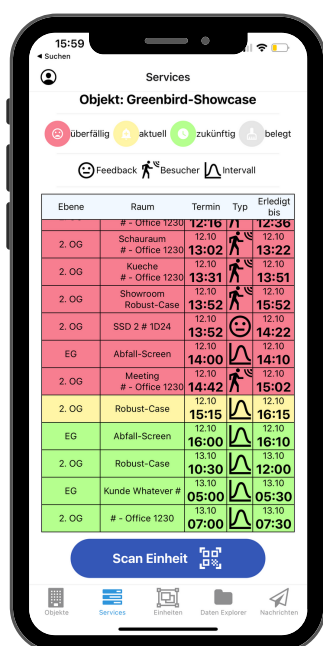 15:59
◀ Suchen
Services
Objekt: Greenbird-Showcase
überfällig aktuell zukünftig belegt
Feedback Besucher Intervall
Ebene Raum Termin Typ Erledigt bis
# - Office 1230 12:16 12:36
2. OG Schauraum # - Office 1230 12.10 13:02 12.10 13:22
2. OG Kueche # - Office 1230 12.10 13:31 12.10 13:51
2. OG Showroom Robust-Case 12.10 13:52 12.10 15:52
2. OG SSD 2 # 1D24 12.10 13:52 12.10 14:22
EG Abfall-Screen 12.10 14:00 12.10 14:10
2. OG Meeting # - Office 1230 12.10 14:42 12.10 15:02
2. OG Robust-Case 12.10 15:15 12.10 16:15
EG Abfall-Screen 12.10 16:00 12.10 16:10
2. OG Robust-Case 13.10 10:30 13.10 12:00
EG Kunde Whatever # 13.10 05:00 13.10 05:30
2. OG # - Office 1230 13.10 07:00 13.10 07:30
Scan Einheit
Objekte Services Einheiten Daten Explorer Nachrichten